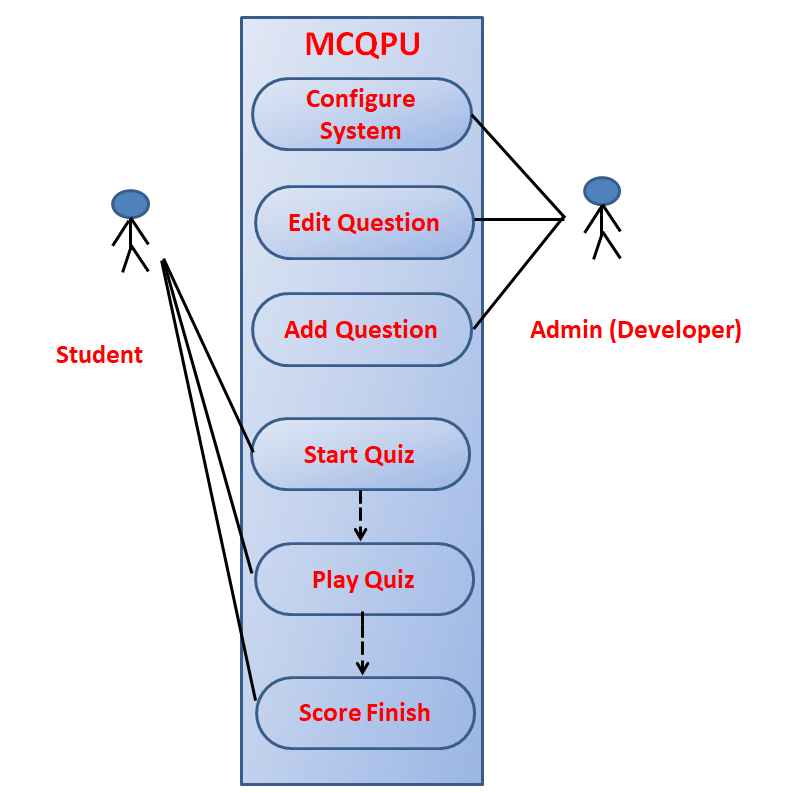 MCQPU
Configure
System
Edit Question
Add Question
Student
Admin (Developer)
Start Quiz
Play Quiz
Score Finish